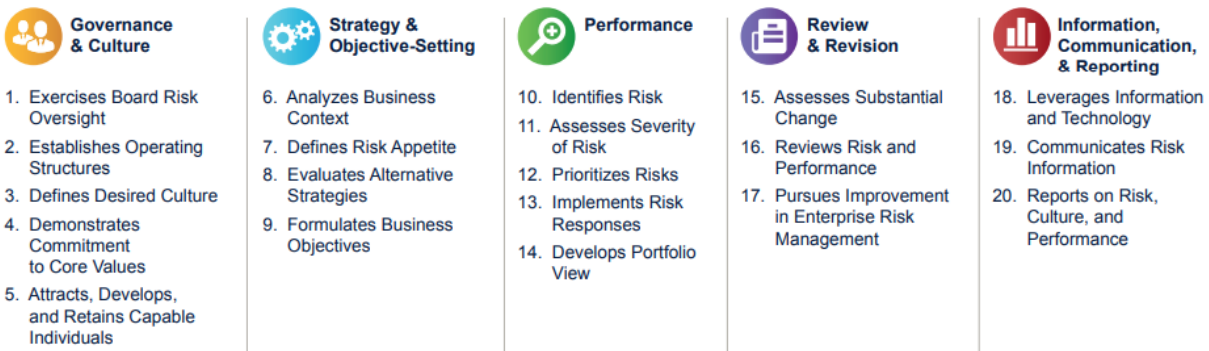 Governance
& Culture
1. Exercises Board Risk
Oversight
2. Establishes Operating
Structures
3. Defines Desired Culture
4. Demonstrates
Commitment
to Core Values
5. Attracts, Develops,
and Retains Capable
Individuals
Strategy &
Objective-Setting
6. Analyzes Business
Context
7. Defines Risk Appetite
8. Evaluates Alternative
Strategies
9. Formulates Business
Objectives
Performance
10. Identifies Risk
11. Assesses Severity
of Risk
12. Prioritizes Risks
13. Implements Risk
Responses
14. Develops Portfolio
View
Review
& Revision
15. Assesses Substantial
Change
16. Reviews Risk and
Performance
17. Pursues Improvement
in Enterprise Risk
Management
Information,
Communication,
& Reporting
18. Leverages Information
and Technology
19. Communicates Risk
Information
20. Reports on Risk,
Culture, and
Performance